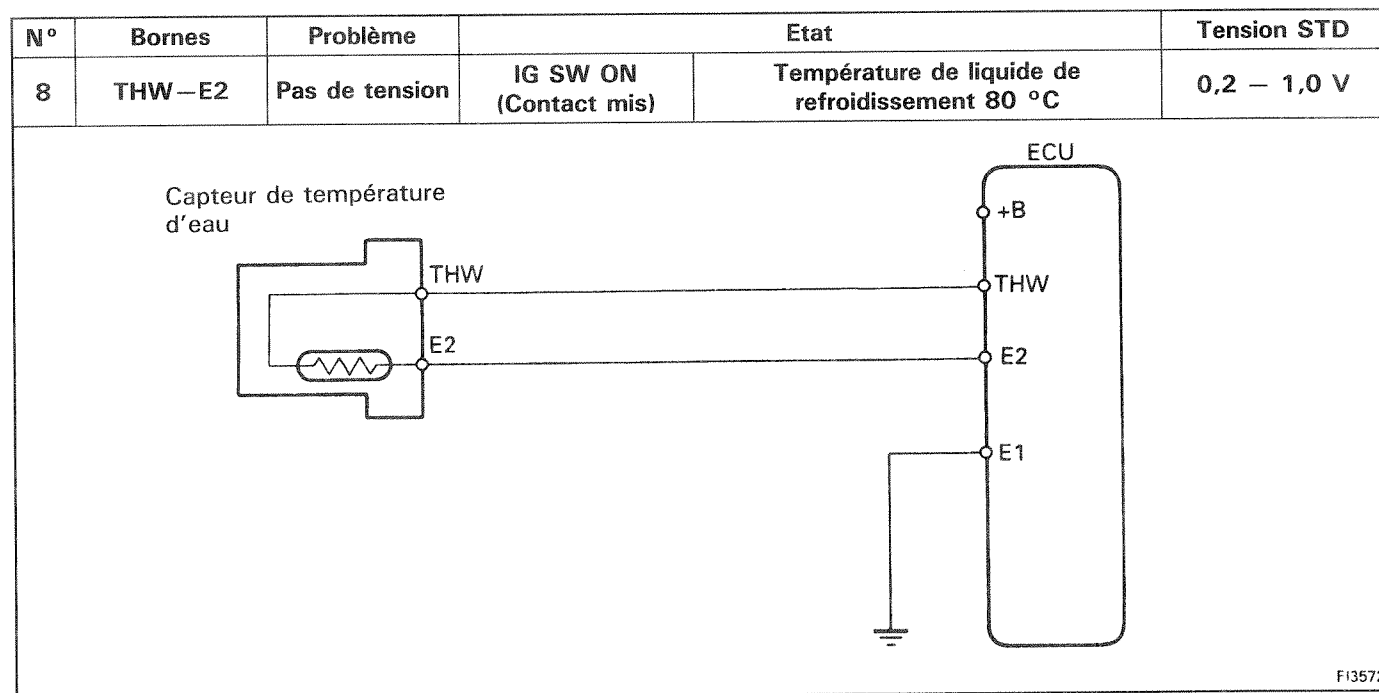 N° Bornes Problème Etat Tension STD
8 THW—E2 Pas de tension IG SW ON (Contact mis) Température de liquide de refroidissement 80 °C 0,2 — 1,0 V
ECU
Capteur de température
d'eau
+B
THW
THW
E2
E2
E1
FI3572